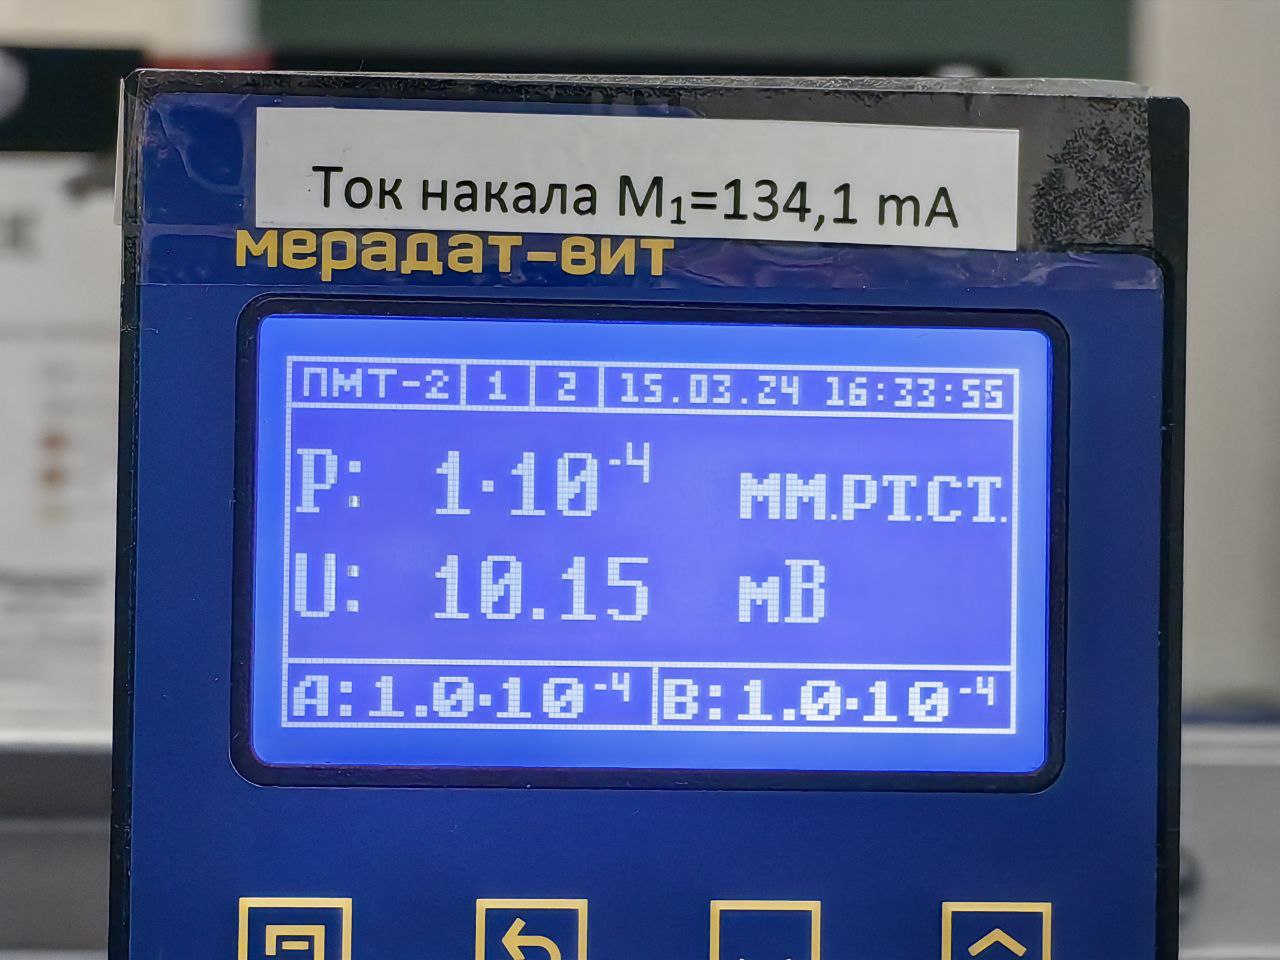 Ток накала М₁=134,1 mA
мерадат-вит
ПМТ-2 1 2 15.03.24 16:33:55
P: 1·10⁻⁴ мм.рт.ст.
U: 10.15 мВ
A:1.0·10⁻⁴ B:1.0·10⁻⁴